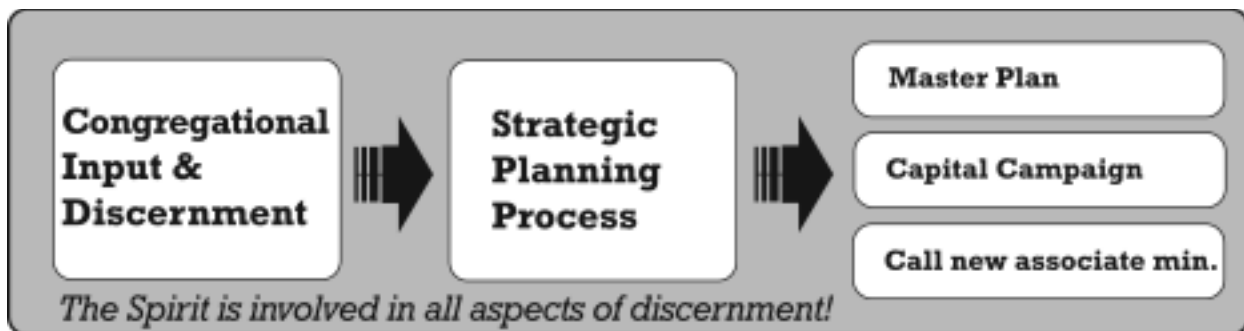 Congregational
Input &
Discernment
Strategic
Planning
Process
Master Plan
Capital Campaign
Call new associate min.
The Spirit is involved in all aspects of discernment!